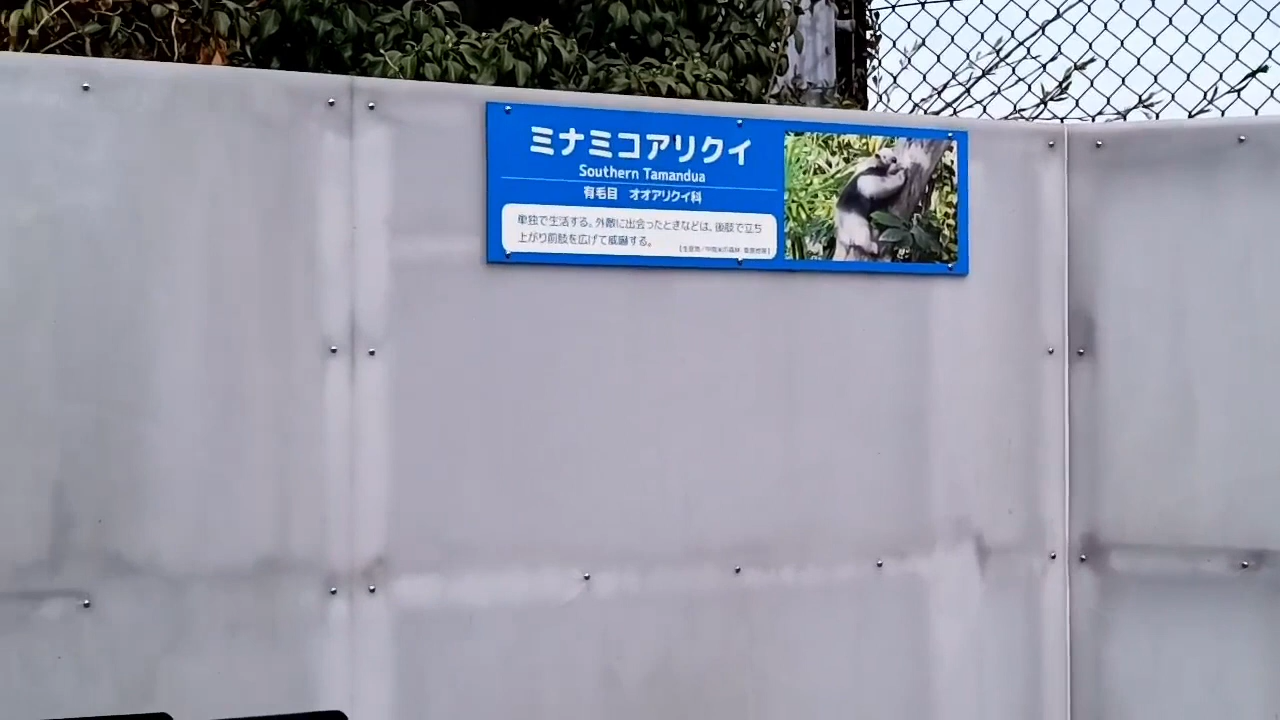 ミナミコアリクイ
Southern Tamandua
有毛目 オオアリクイ科
単独で生活する。外敵に出会ったときなどは、後肢で立ち
上がり前肢を広げて威嚇する。